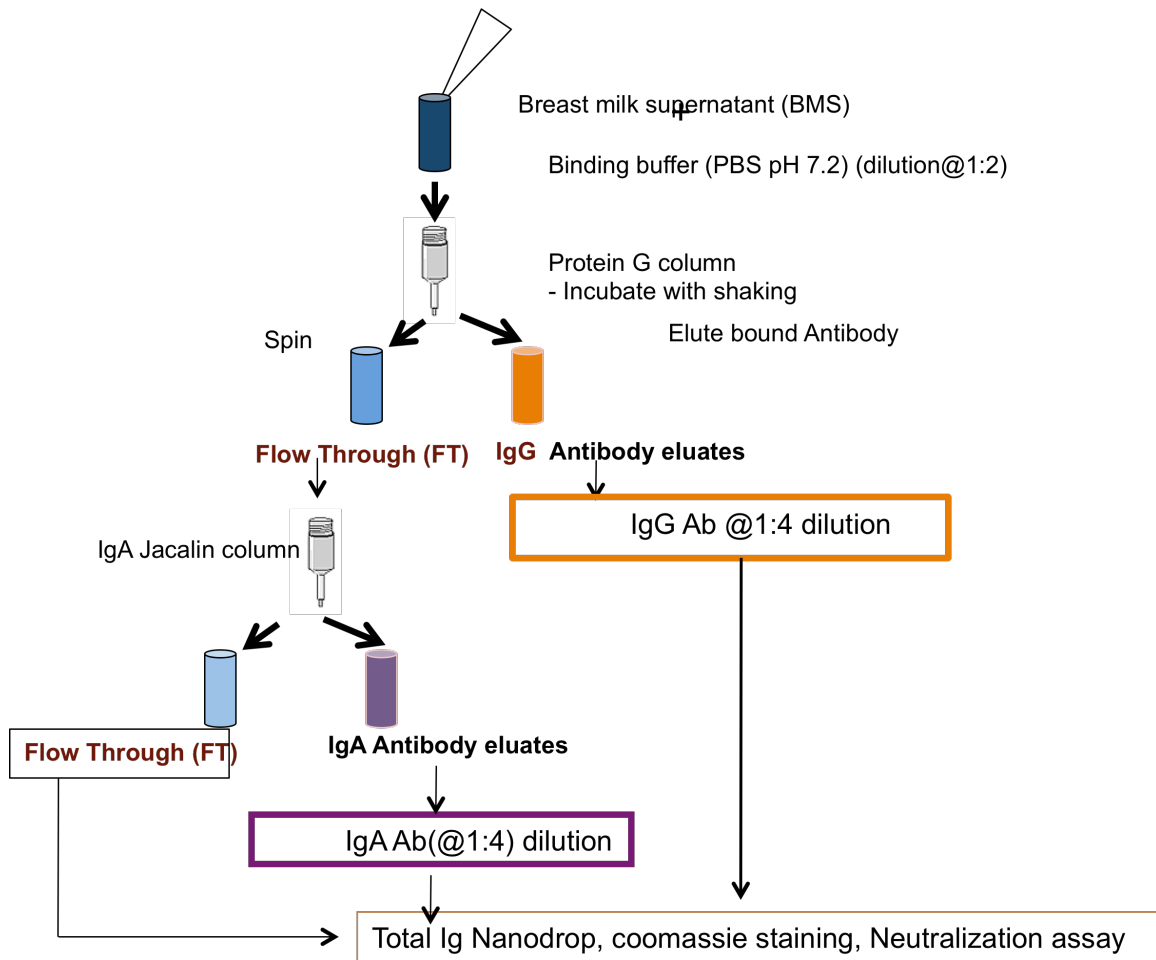 Breast milk supernatant (BMS)
+
Binding buffer (PBS pH 7.2) (dilution@1:2)
Protein G column
- Incubate with shaking
Spin
Elute bound Antibody
Flow Through (FT)
IgG Antibody eluates
IgG Ab @1:4 dilution
IgA Jacalin column
Flow Through (FT)
IgA Antibody eluates
IgA Ab(@1:4) dilution
Total Ig Nanodrop, coomassie staining, Neutralization assay